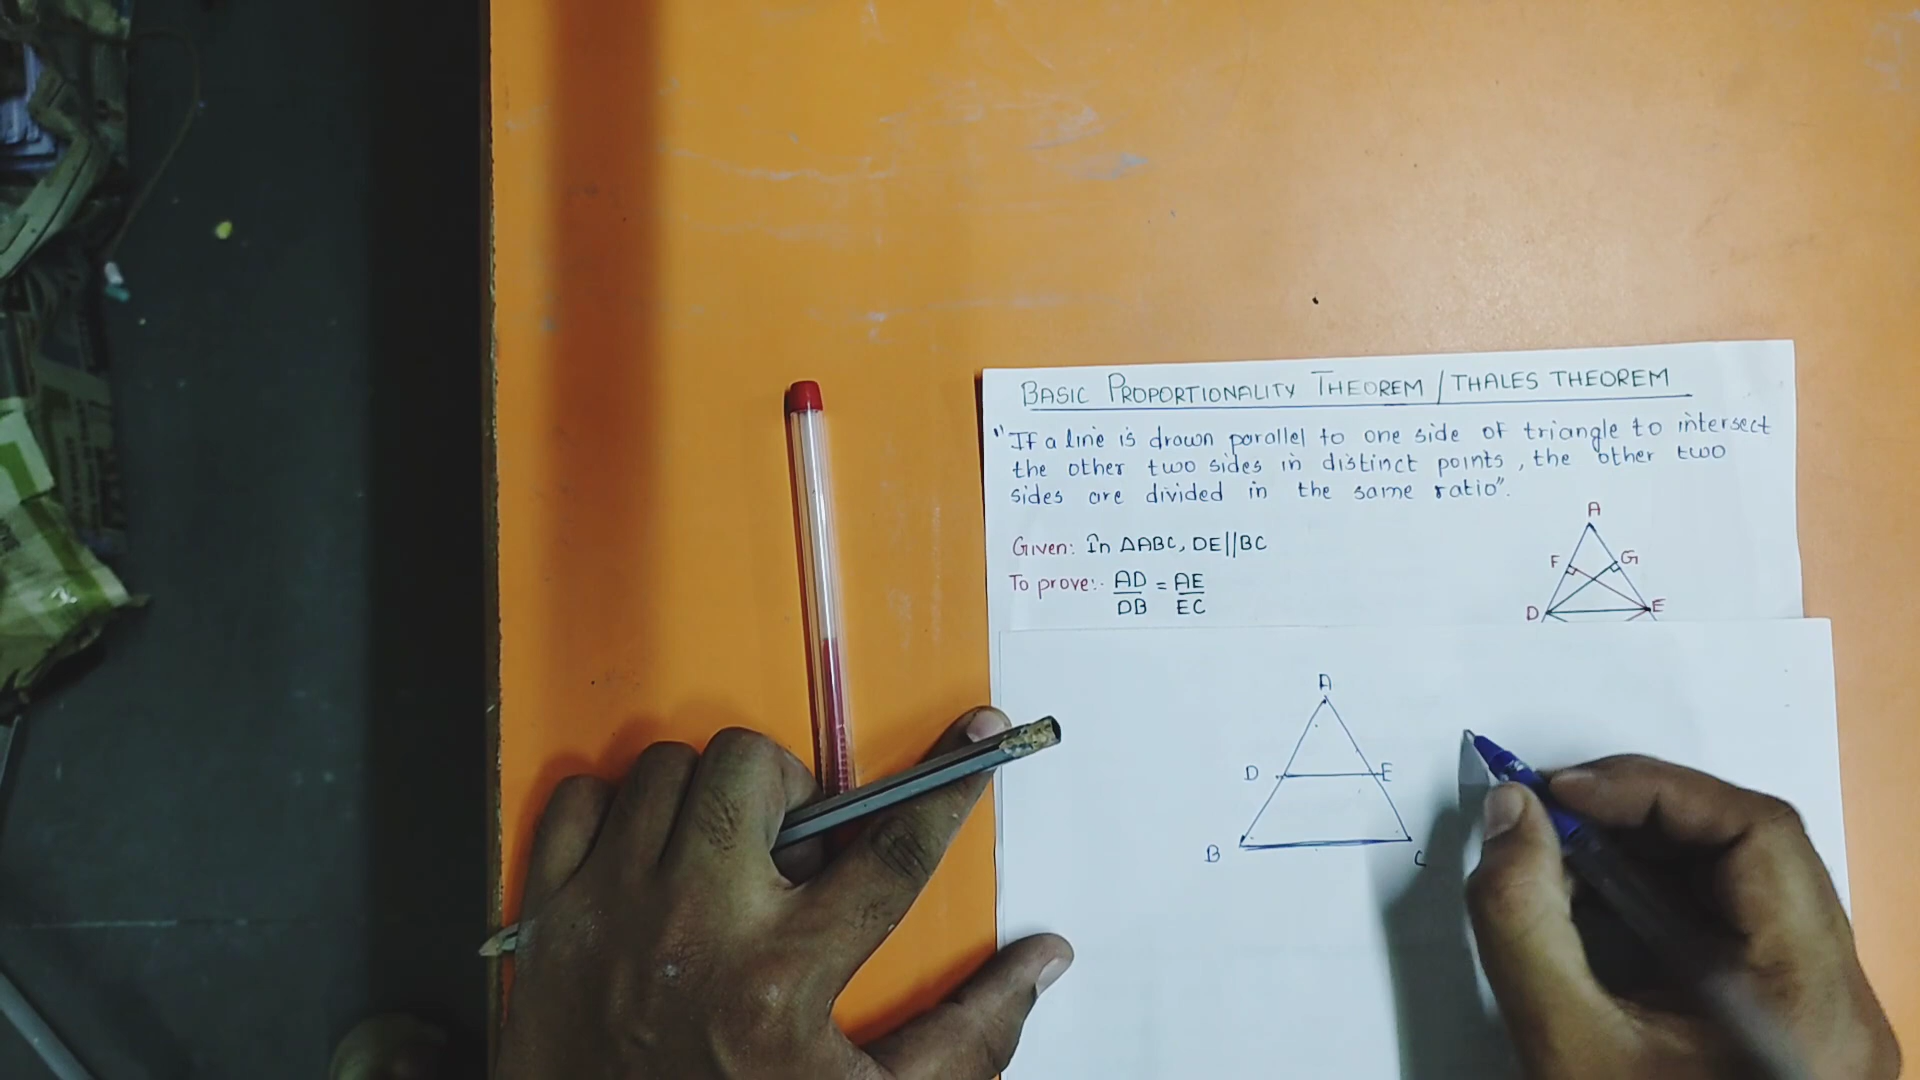 BASIC PROPORTIONALITY THEOREM / THALES THEOREM
"If a line is drawn parallel to one side of triangle to intersect
the other two sides in distinct points, the other two
sides are divided in the same ratio".
Given: In ΔABC, DE||BC
To prove:- AD/DB = AE/EC
A
F G
D E
A
D E
B C